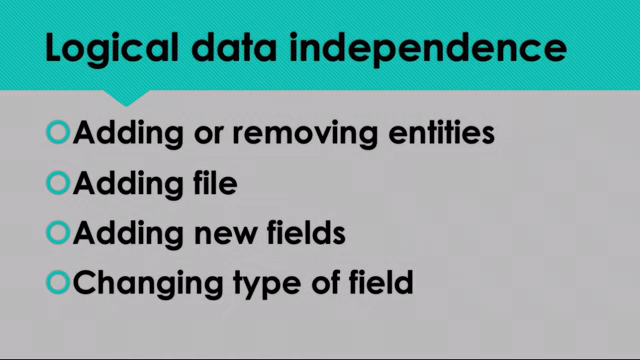 Logical data independence
Adding or removing entities
Adding file
Adding new fields
Changing type of field